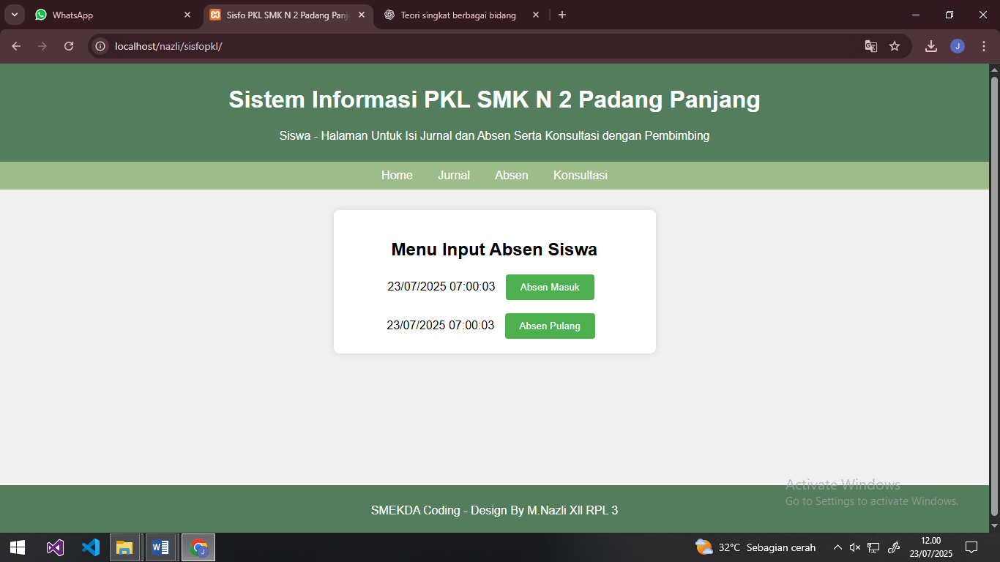 WhatsApp
Sisfo PKL SMK N 2 Padang Panj
Teori singkat berbagai bidang
localhost/nazli/sisfopkl/
J
Sistem Informasi PKL SMK N 2 Padang Panjang
Siswa - Halaman Untuk Isi Jurnal dan Absen Serta Konsultasi dengan Pembimbing
Home Jurnal Absen Konsultasi
Menu Input Absen Siswa
23/07/2025 07:00:03 Absen Masuk
23/07/2025 07:00:03 Absen Pulang
Activate Windows
Go to Settings to activate Windows.
SMEKDA Coding - Design By M.Nazli XII RPL 3
32°C Sebagian cerah
12.00
23/07/2025